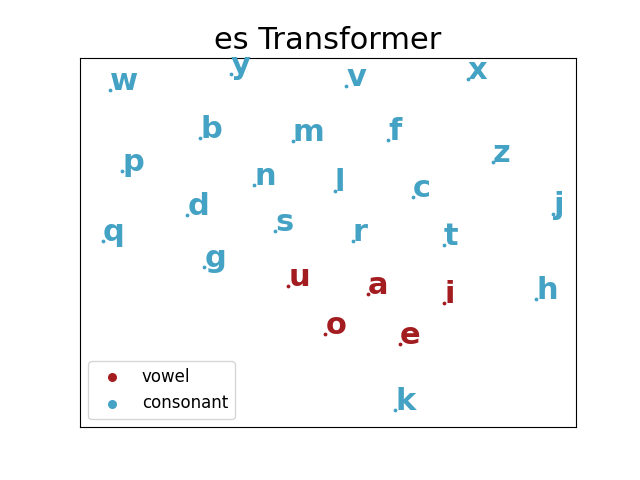 es Transformer
w y v x
b m f z
p n l c
d s r t j
q g u a i h
o e
k
vowel
consonant